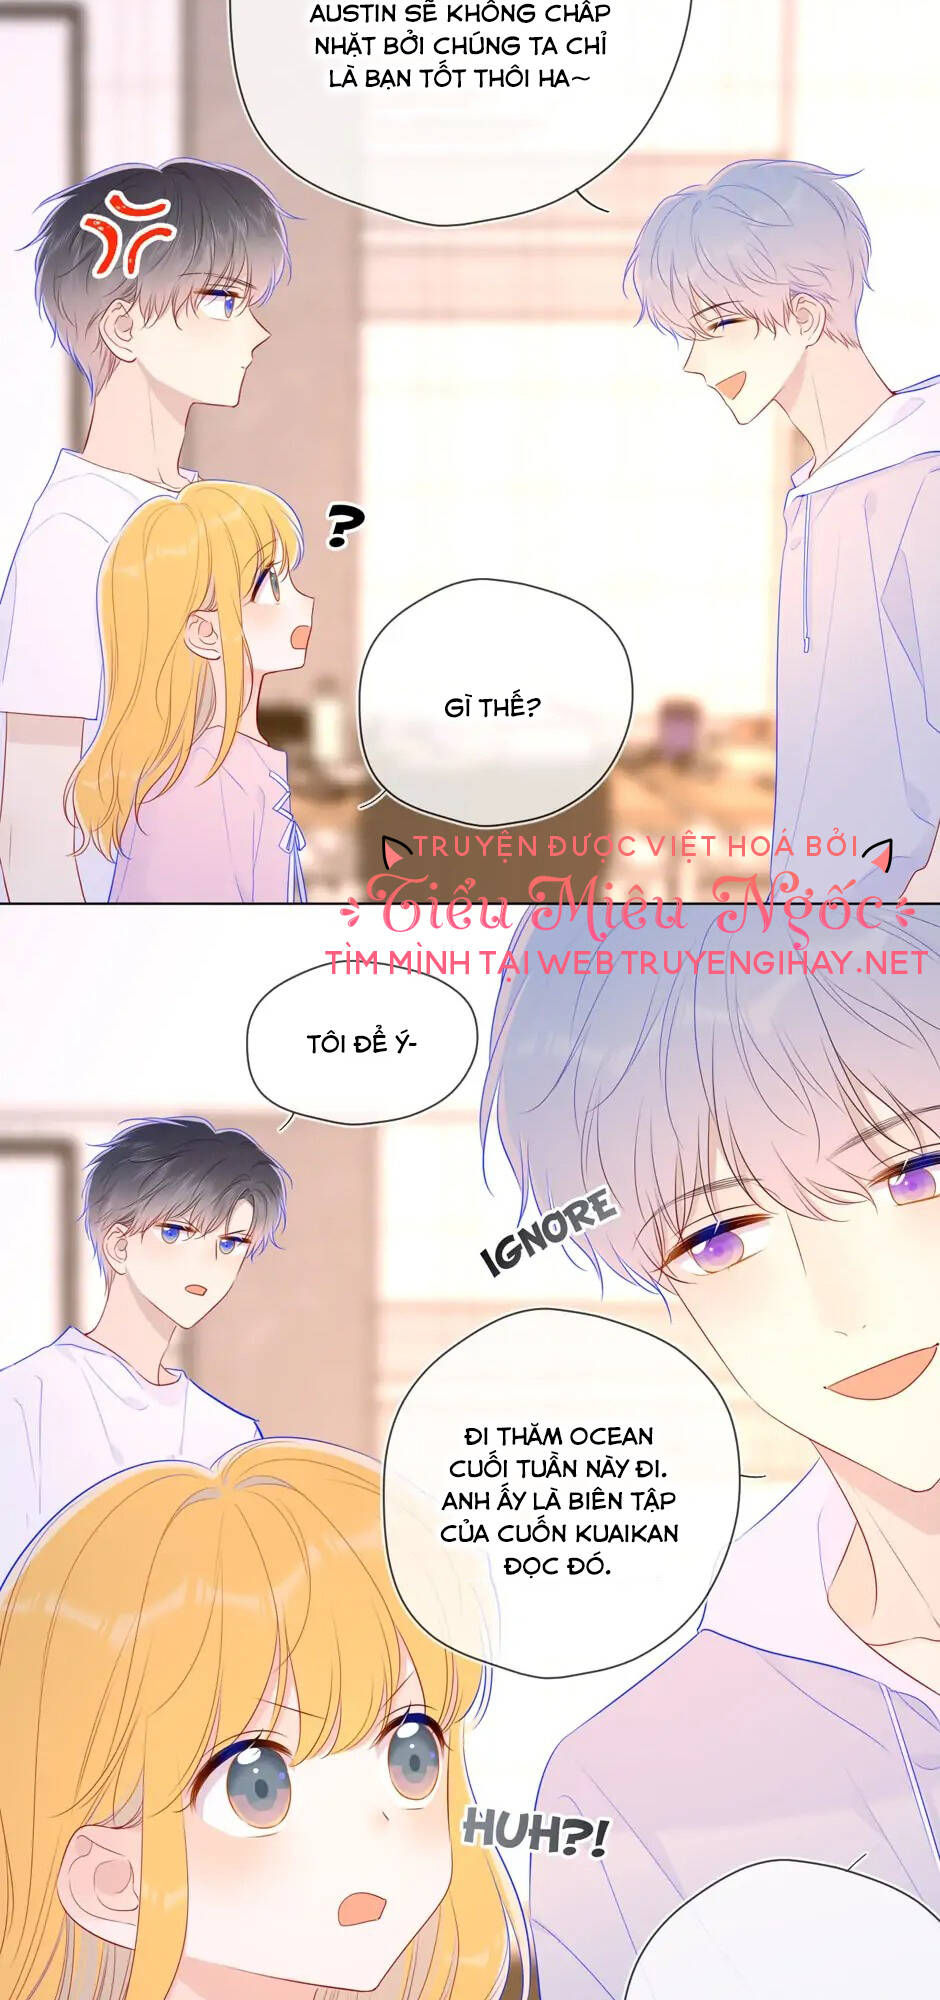 AUSTIN SẼ KHÔNG CHẤP
NHẶT BỞI CHÚNG TA CHỈ
LÀ BẠN TỐT THÔI HA~
?
GÌ THẾ?
TRUYỆN ĐƯỢC VIỆT HOÁ BỞI
Tiểu Miêu Ngốc
TÌM MÌNH TẠI WEBTRUYENGIHAY.NET
TÔI ĐỂ Ý-
IGNORE
ĐI THĂM OCEAN
CUỐI TUẦN NÀY ĐI.
ANH ẤY LÀ BIÊN TẬP
CỦA CUỐN KUAIKAN
ĐỌC ĐÓ.
HUH?!